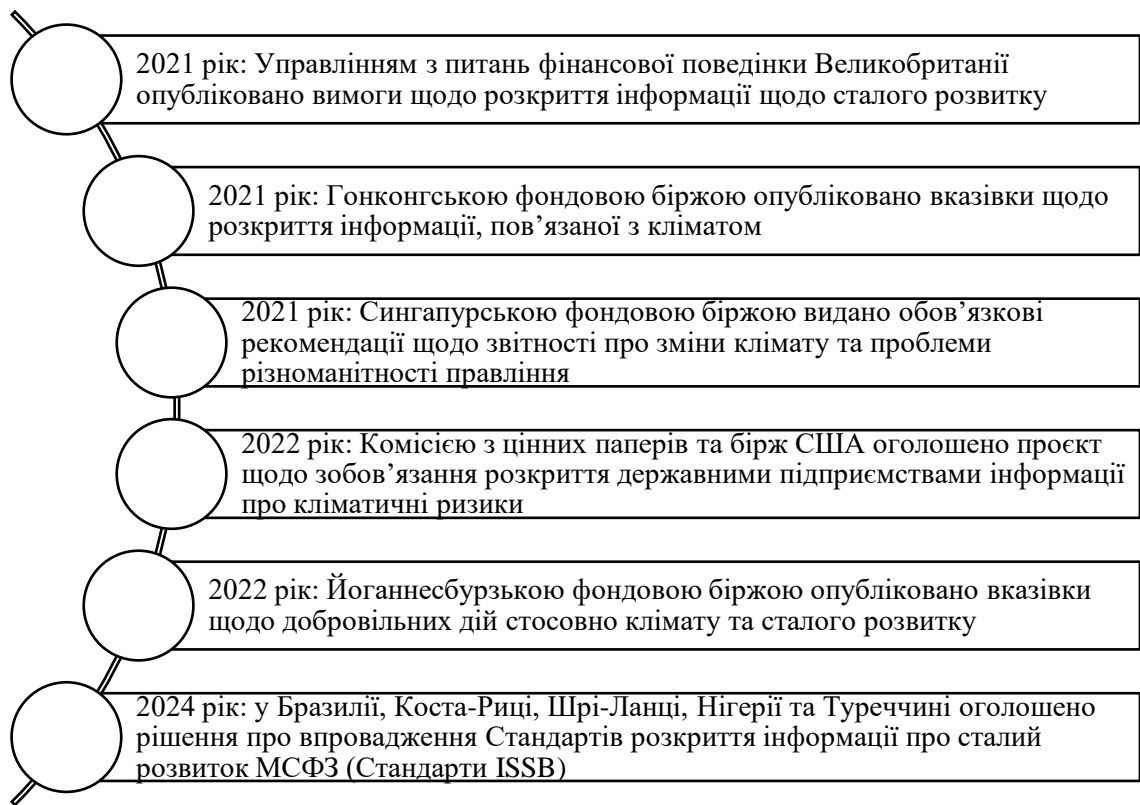 2021 рік: Управлінням з питань фінансової поведінки Великобританії
опубліковано вимоги щодо розкриття інформації щодо сталого розвитку
2021 рік: Гонконгською фондовою біржою опубліковано вказівки щодо
розкриття інформації, пов’язаної з кліматом
2021 рік: Сингапурською фондовою біржою видано обов’язкові
рекомендації щодо звітності про зміни клімату та проблеми
різноманітності правління
2022 рік: Комісією з цінних паперів та бірж США оголошено проєкт
щодо зобов’язання розкриття державними підприємствами інформації
про кліматичні ризики
2022 рік: Йоганнесбурзькою фондовою біржою опубліковано вказівки
щодо добровільних дій стосовно клімату та сталого розвитку
2024 рік: у Бразилії, Коста-Риці, Шрі-Ланці, Нігерії та Туреччині оголошено
рішення про впровадження Стандартів розкриття інформації про сталий
розвиток МСФЗ (Стандарти ISSB)